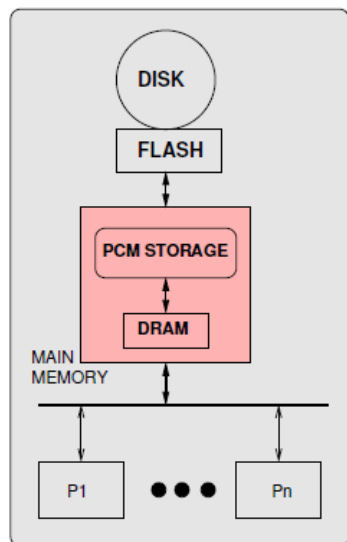 DISK
FLASH
PCM STORAGE
DRAM
MAIN
MEMORY
P1
Pn